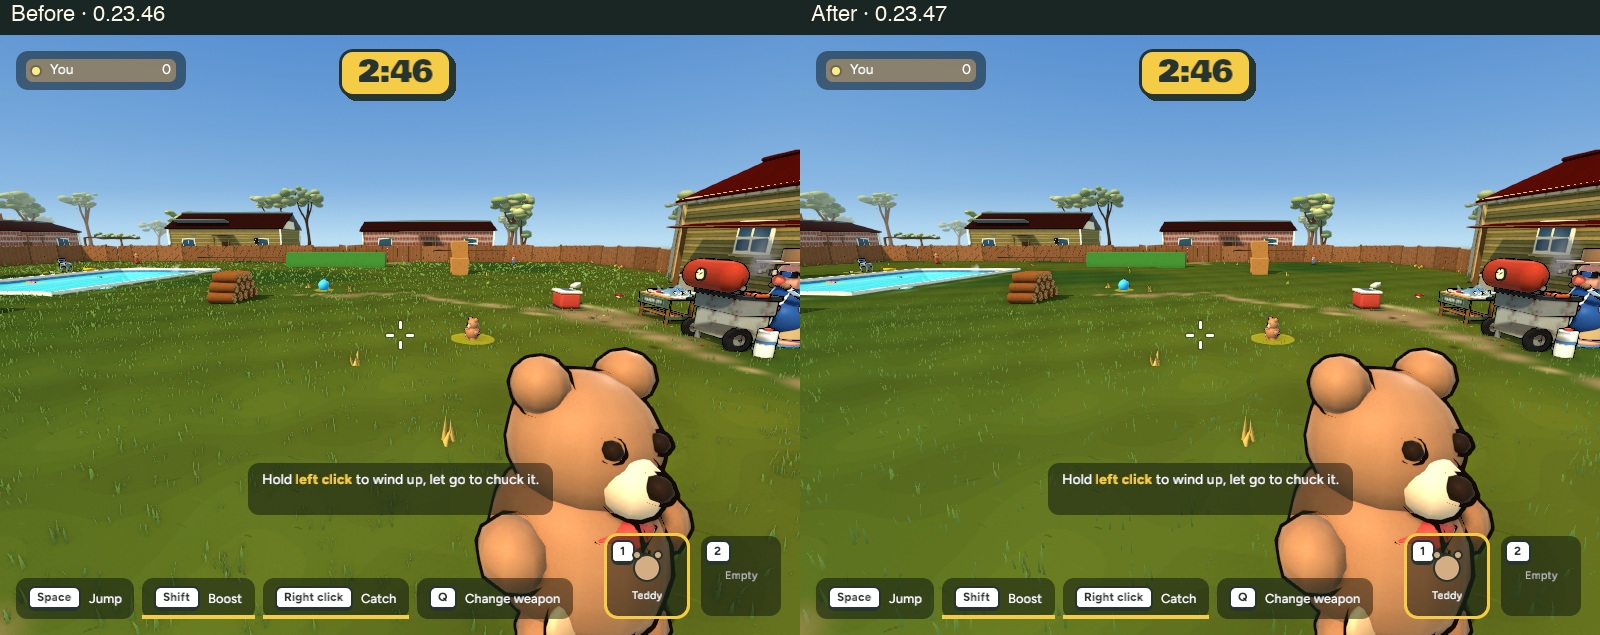 Before · 0.23.46
After · 0.23.47
You 0
2:46
Hold left click to wind up, let go to chuck it.
1
Teddy
2
Empty
Space Jump
Shift Boost
Right click Catch
Q Change weapon
You 0
2:46
Hold left click to wind up, let go to chuck it.
1
Teddy
2
Empty
Space Jump
Shift Boost
Right click Catch
Q Change weapon